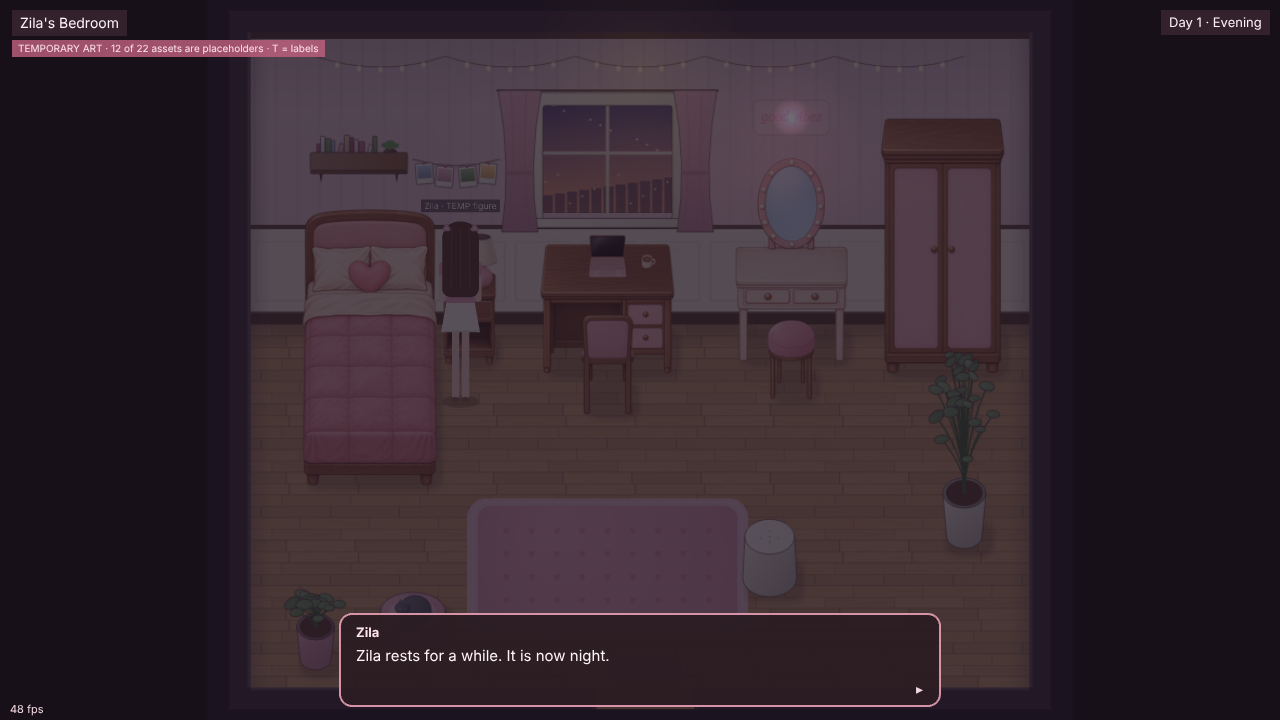 Zila's Bedroom
Day 1 · Evening
TEMPORARY ART · 12 of 22 assets are placeholders · T = labels
Zila · TEMP figure
Zila
Zila rests for a while. It is now night.
48 fps